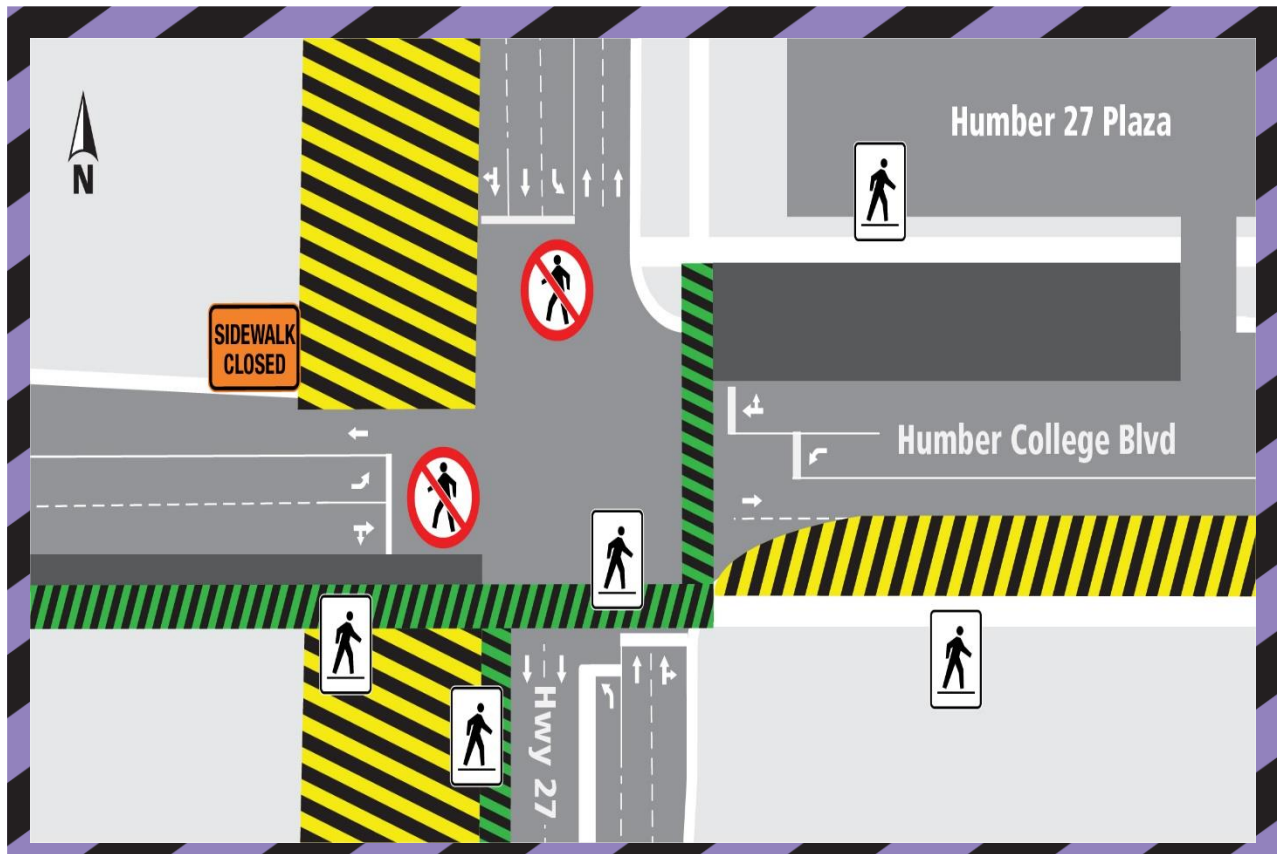 Humber 27 Plaza
N
SIDEWALK
CLOSED
Humber College Blvd
Hwy 27